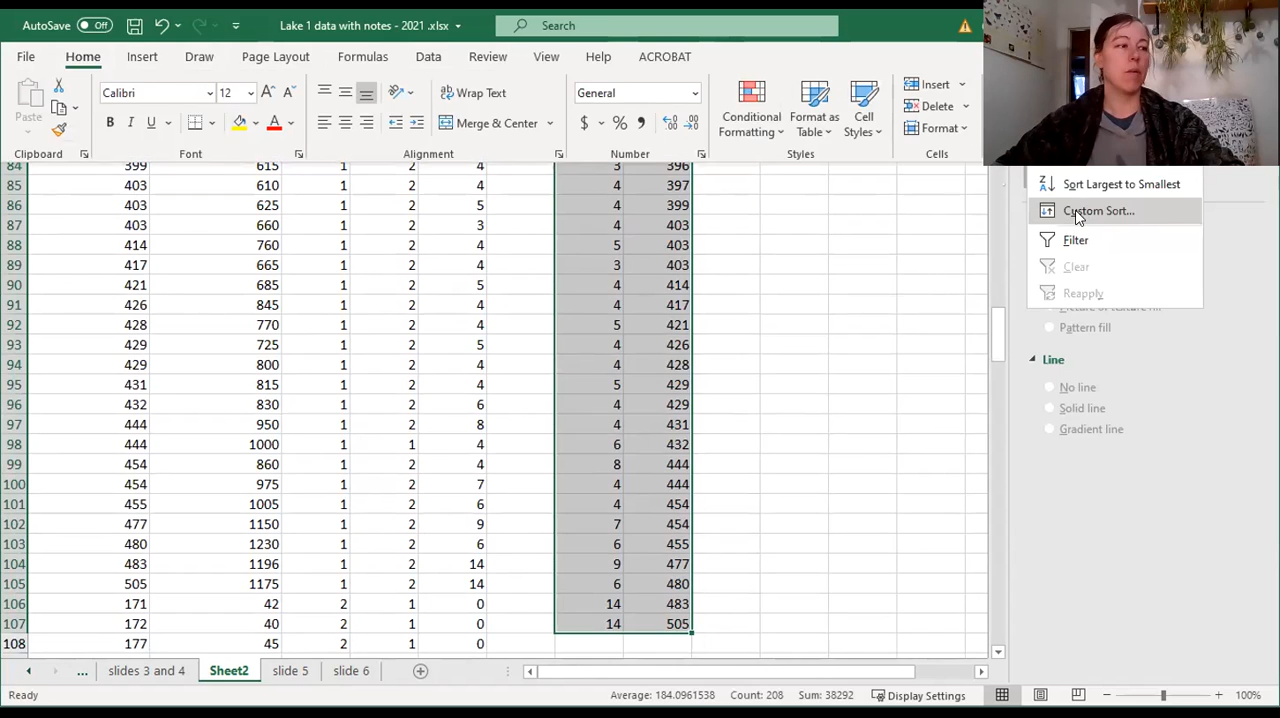 AutoSave Off Lake 1 data with notes - 2021 .xlsx Search
File Home Insert Draw Page Layout Formulas Data Review View Help ACROBAT
Paste Calibri 12 A A Wrap Text General Insert
B I U A Merge & Center $ % 9 Conditional Formatting Format as Table Cell Styles Delete
Format
Clipboard Font Alignment Number Styles Cells
Sort Largest to Smallest
Custom Sort...
Filter
Clear
Reapply
Pattern fill
Line
No line
Solid line
Gradient line
84 399 615 1 2 4 3 396
85 403 610 1 2 4 4 397
86 403 625 1 2 4 5 399
87 403 660 1 2 3 4 403
88 414 760 1 2 4 5 403
89 417 665 1 2 4 3 403
90 421 685 1 2 5 4 414
91 426 845 1 2 4 4 417
92 428 770 1 2 4 5 421
93 429 725 1 2 5 4 426
94 429 800 1 2 4 4 428
95 431 815 1 2 4 5 429
96 432 830 1 2 6 4 429
97 444 950 1 2 8 4 431
98 444 1000 1 1 4 6 432
99 454 860 1 2 4 8 444
100 454 975 1 2 7 4 444
101 455 1005 1 2 6 4 454
102 477 1150 1 2 9 7 454
103 480 1230 1 2 6 6 455
104 483 1196 1 2 14 9 477
105 505 1175 1 2 14 6 480
106 171 42 2 1 0 14 483
107 172 40 2 1 0 14 505
108 177 45 2 1 0
... slides 3 and 4 Sheet2 slide 5 slide 6
Ready Average: 184.0961538 Count: 208 Sum: 38292 Display Settings 100%